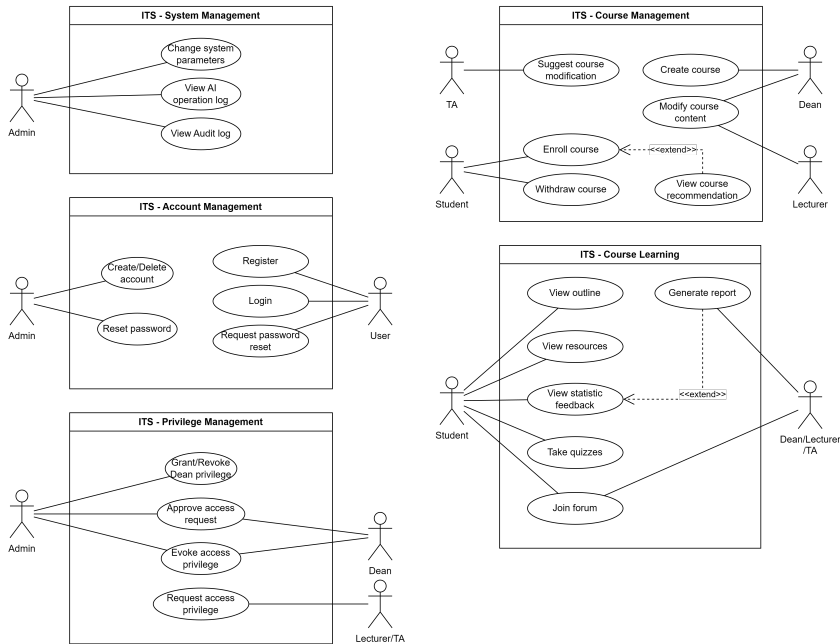 ITS - System Management
Change system
parameters
View AI
operation log
View Audit log
Admin
ITS - Account Management
Create/Delete
account
Reset password
Register
Login
Request password
reset
Admin
User
ITS - Privilege Management
Grant/Revoke
Dean privilege
Approve access
request
Evoke access
privilege
Request access
privilege
Admin
Dean
Lecturer/TA
ITS - Course Management
Suggest course
modification
Create course
Modify course
content
Enroll course
<<extend>>
Withdraw course
View course
recommendation
TA
Dean
Student
Lecturer
ITS - Course Learning
View outline
Generate report
View resources
View statistic
feedback
<<extend>>
Take quizzes
Join forum
Student
Dean/Lecturer
/TA